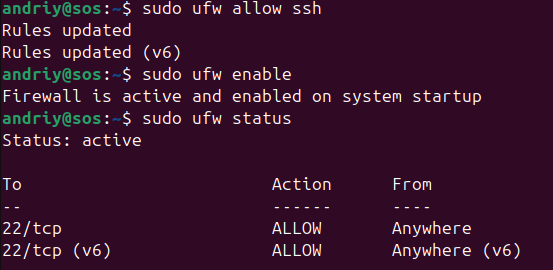 andriy@sos:~$ sudo ufw allow ssh
Rules updated
Rules updated (v6)
andriy@sos:~$ sudo ufw enable
Firewall is active and enabled on system startup
andriy@sos:~$ sudo ufw status
Status: active

To                         Action      From
--                         ------      ----
22/tcp                     ALLOW       Anywhere
22/tcp (v6)                ALLOW       Anywhere (v6)